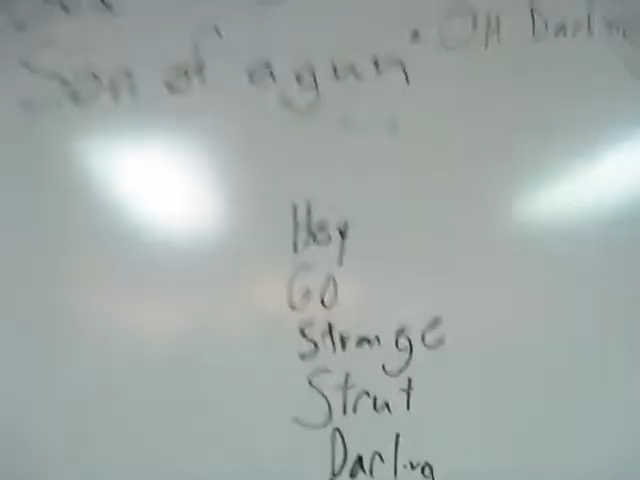 Son of a gun" Oh Darling
Hey
Go
Strange
Strut
Darling